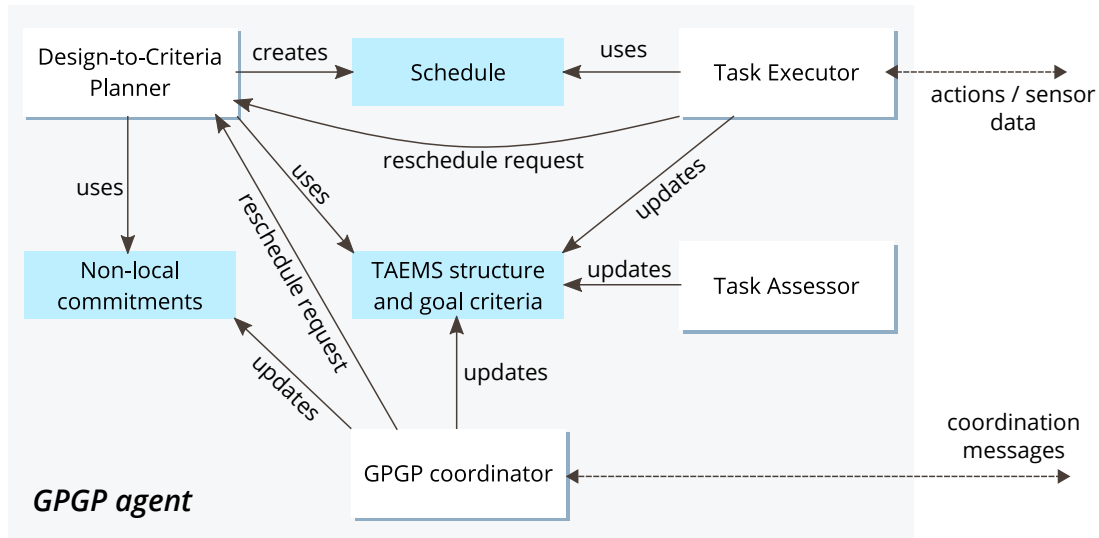 Design-to-Criteria
Planner
creates
Schedule
uses
Task Executor
actions / sensor
data
reschedule request
uses
uses
reschedule request
updates
Non-local
commitments
TAEMS structure
and goal criteria
updates
Task Assessor
updates
updates
GPGP coordinator
coordination
messages
GPGP agent